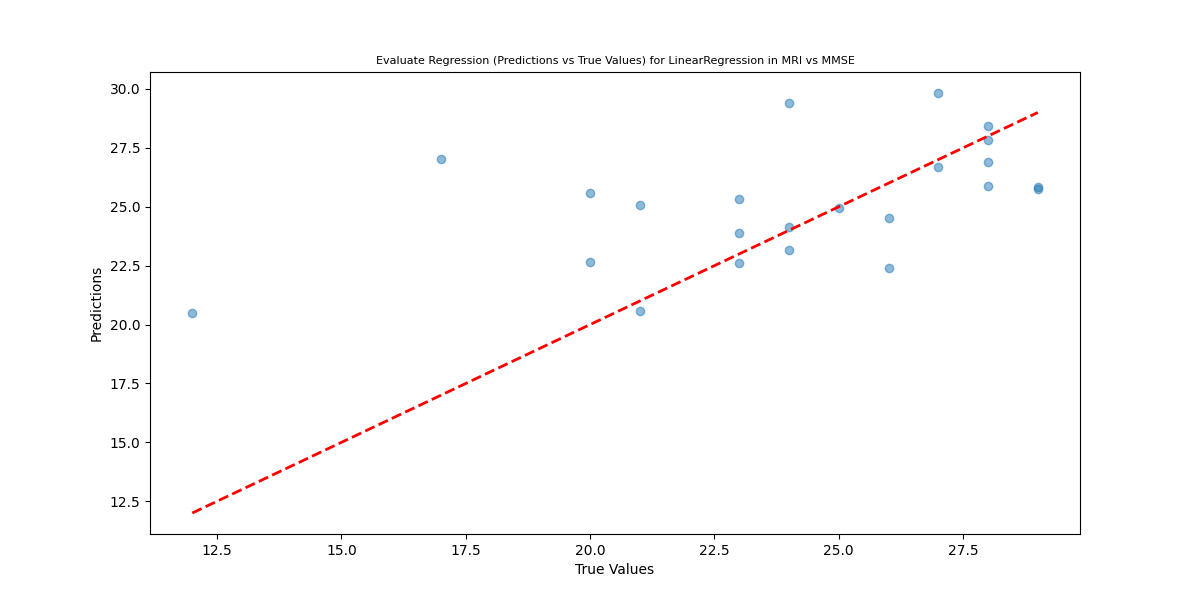 Evaluate Regression (Predictions vs True Values) for LinearRegression in MRI vs MMSE
30.0
27.5
25.0
22.5
20.0
17.5
15.0
12.5
Predictions
12.5 15.0 17.5 20.0 22.5 25.0 27.5
True Values